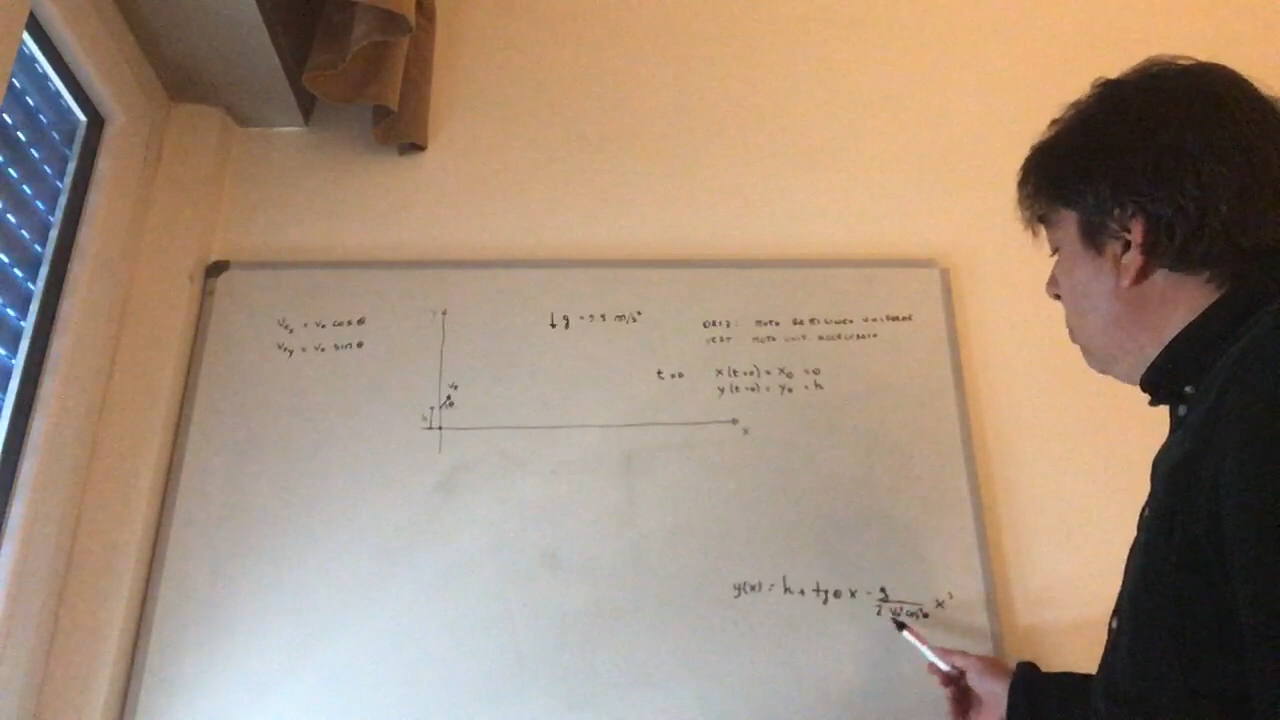 v₀ₓ = v₀ cos θ
v₀y = v₀ sin θ
y
v₀
θ
h
x
↓ g = 9.8 m/s²
ORIZ: MOTO RETTILINEO UNIFORME
VERT MOTO UNIF. ACCELERATO
t=0 x(t=0) = x₀ = 0
y(t=0) = y₀ = h
y(x) = h + tg θ x - g/(2 v₀² cos²θ) x²